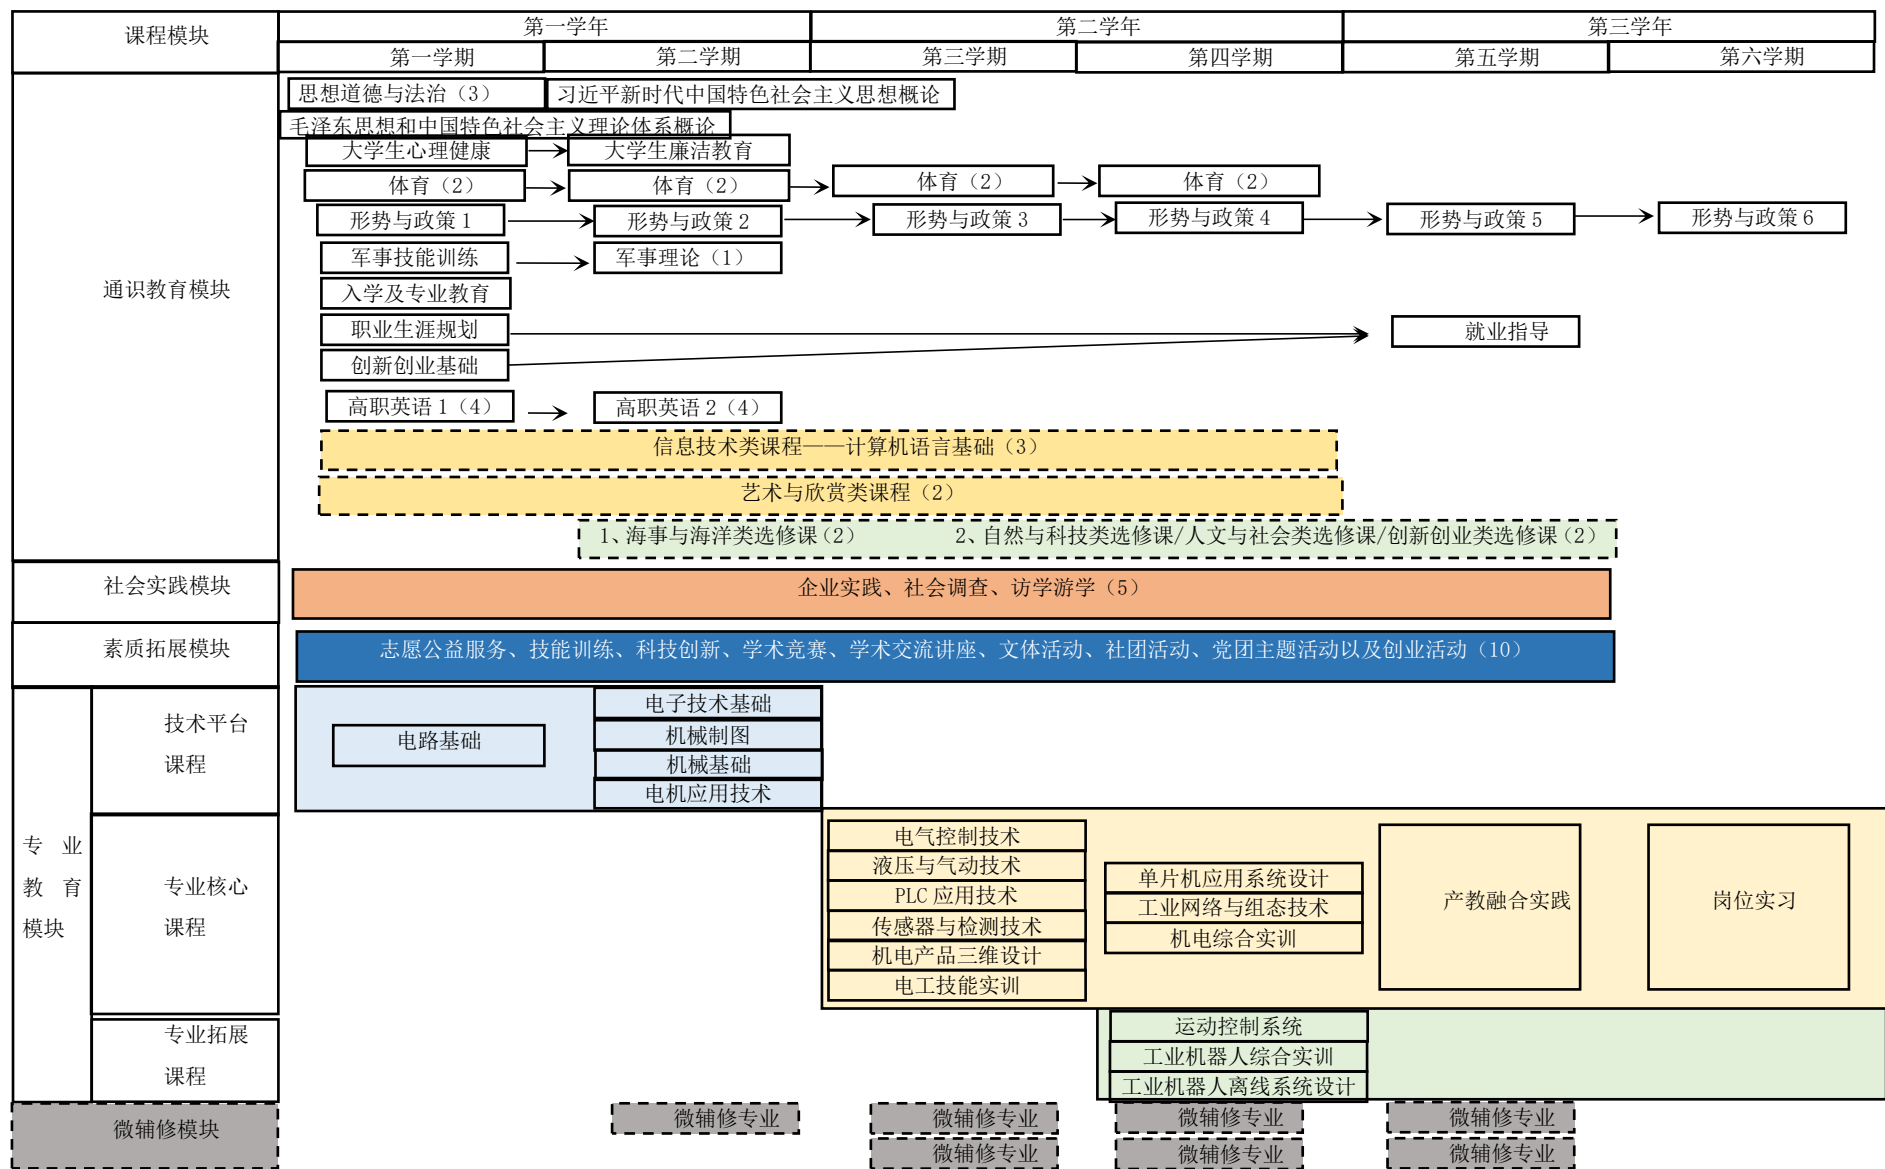 课程模块
第一学年
第二学年
第三学年
第一学期
第二学期
第三学期
第四学期
第五学期
第六学期
通识教育模块
思想道德与法治（3）
习近平新时代中国特色社会主义思想概论
毛泽东思想和中国特色社会主义理论体系概论
大学生心理健康
大学生廉洁教育
体育（2）
体育（2）
体育（2）
体育（2）
形势与政策 1
形势与政策 2
形势与政策 3
形势与政策 4
形势与政策 5
形势与政策 6
军事技能训练
军事理论（1）
入学及专业教育
职业生涯规划
就业指导
创新创业基础
高职英语 1（4）
高职英语 2（4）
信息技术类课程——计算机语言基础（3）
艺术与欣赏类课程（2）
1、海事与海洋类选修课（2）
2、自然与科技类选修课/人文与社会类选修课/创新创业类选修课（2）
社会实践模块
企业实践、社会调查、访学游学（5）
素质拓展模块
志愿公益服务、技能训练、科技创新、学术竞赛、学术交流讲座、文体活动、社团活动、党团主题活动以及创业活动（10）
专 业
教 育
模块
技术平台
课程
电路基础
电子技术基础
机械制图
机械基础
电机应用技术
专业核心
课程
电气控制技术
液压与气动技术
PLC 应用技术
传感器与检测技术
机电产品三维设计
电工技能实训
单片机应用系统设计
工业网络与组态技术
机电综合实训
产教融合实践
岗位实习
专业拓展
课程
运动控制系统
工业机器人综合实训
工业机器人离线系统设计
微辅修模块
微辅修专业
微辅修专业
微辅修专业
微辅修专业
微辅修专业
微辅修专业
微辅修专业